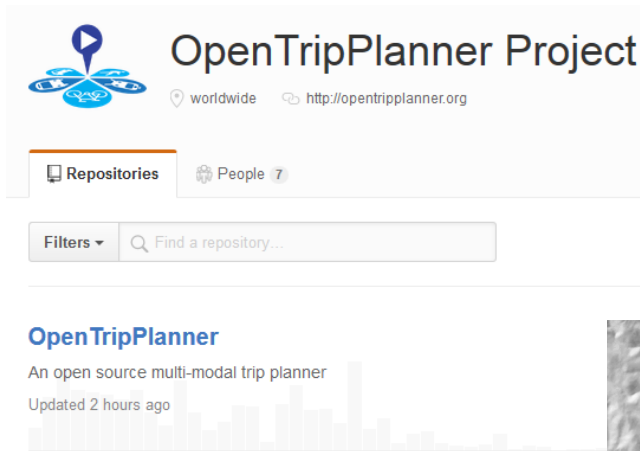 OpenTripPlanner Project
worldwide http://opentripplanner.org
Repositories People 7
Filters Find a repository...
OpenTripPlanner
An open source multi-modal trip planner
Updated 2 hours ago